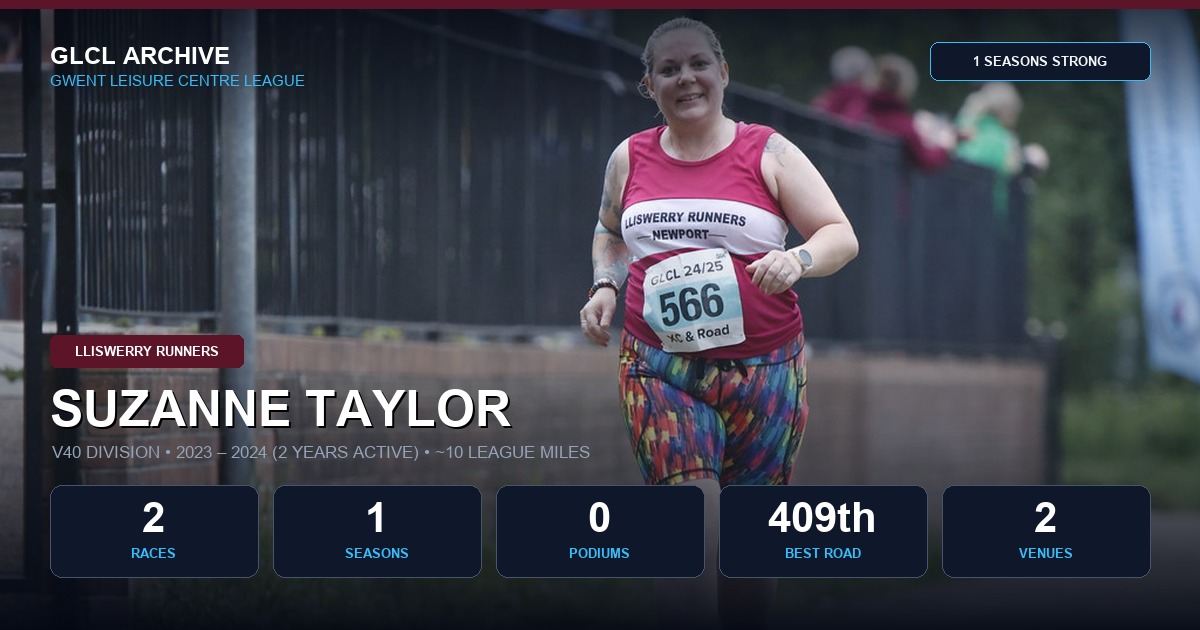 GLCL ARCHIVE
GWENT LEISURE CENTRE LEAGUE
1 SEASONS STRONG
LLISWERRY RUNNERS
NEWPORT
GLCL 24/25
566
XC & Road
LLISWERRY RUNNERS
SUZANNE TAYLOR
V40 DIVISION • 2023 – 2024 (2 YEARS ACTIVE) • ~10 LEAGUE MILES
2
RACES
1
SEASONS
0
PODIUMS
409th
BEST ROAD
2
VENUES